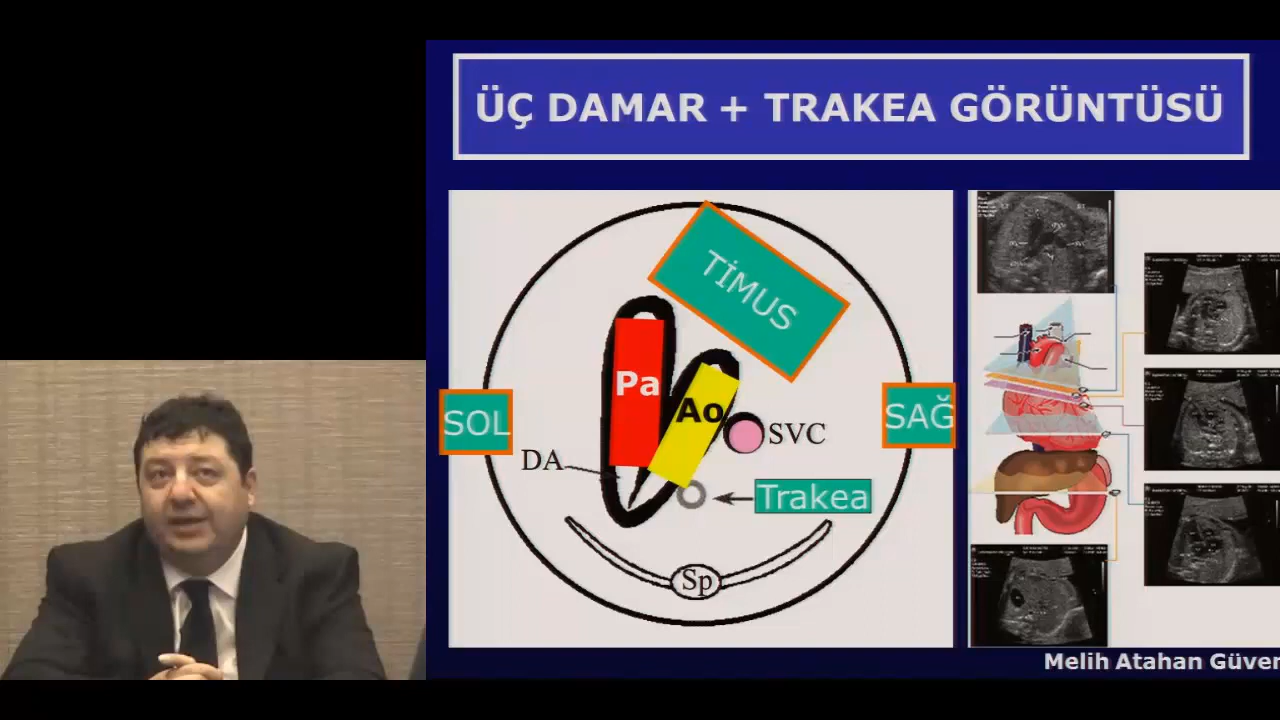 ÜÇ DAMAR + TRAKEA GÖRÜNTÜSÜ
TİMUS
Pa
Ao
SOL
SAĞ
SVC
DA
Trakea
Sp
Melih Atahan Güven